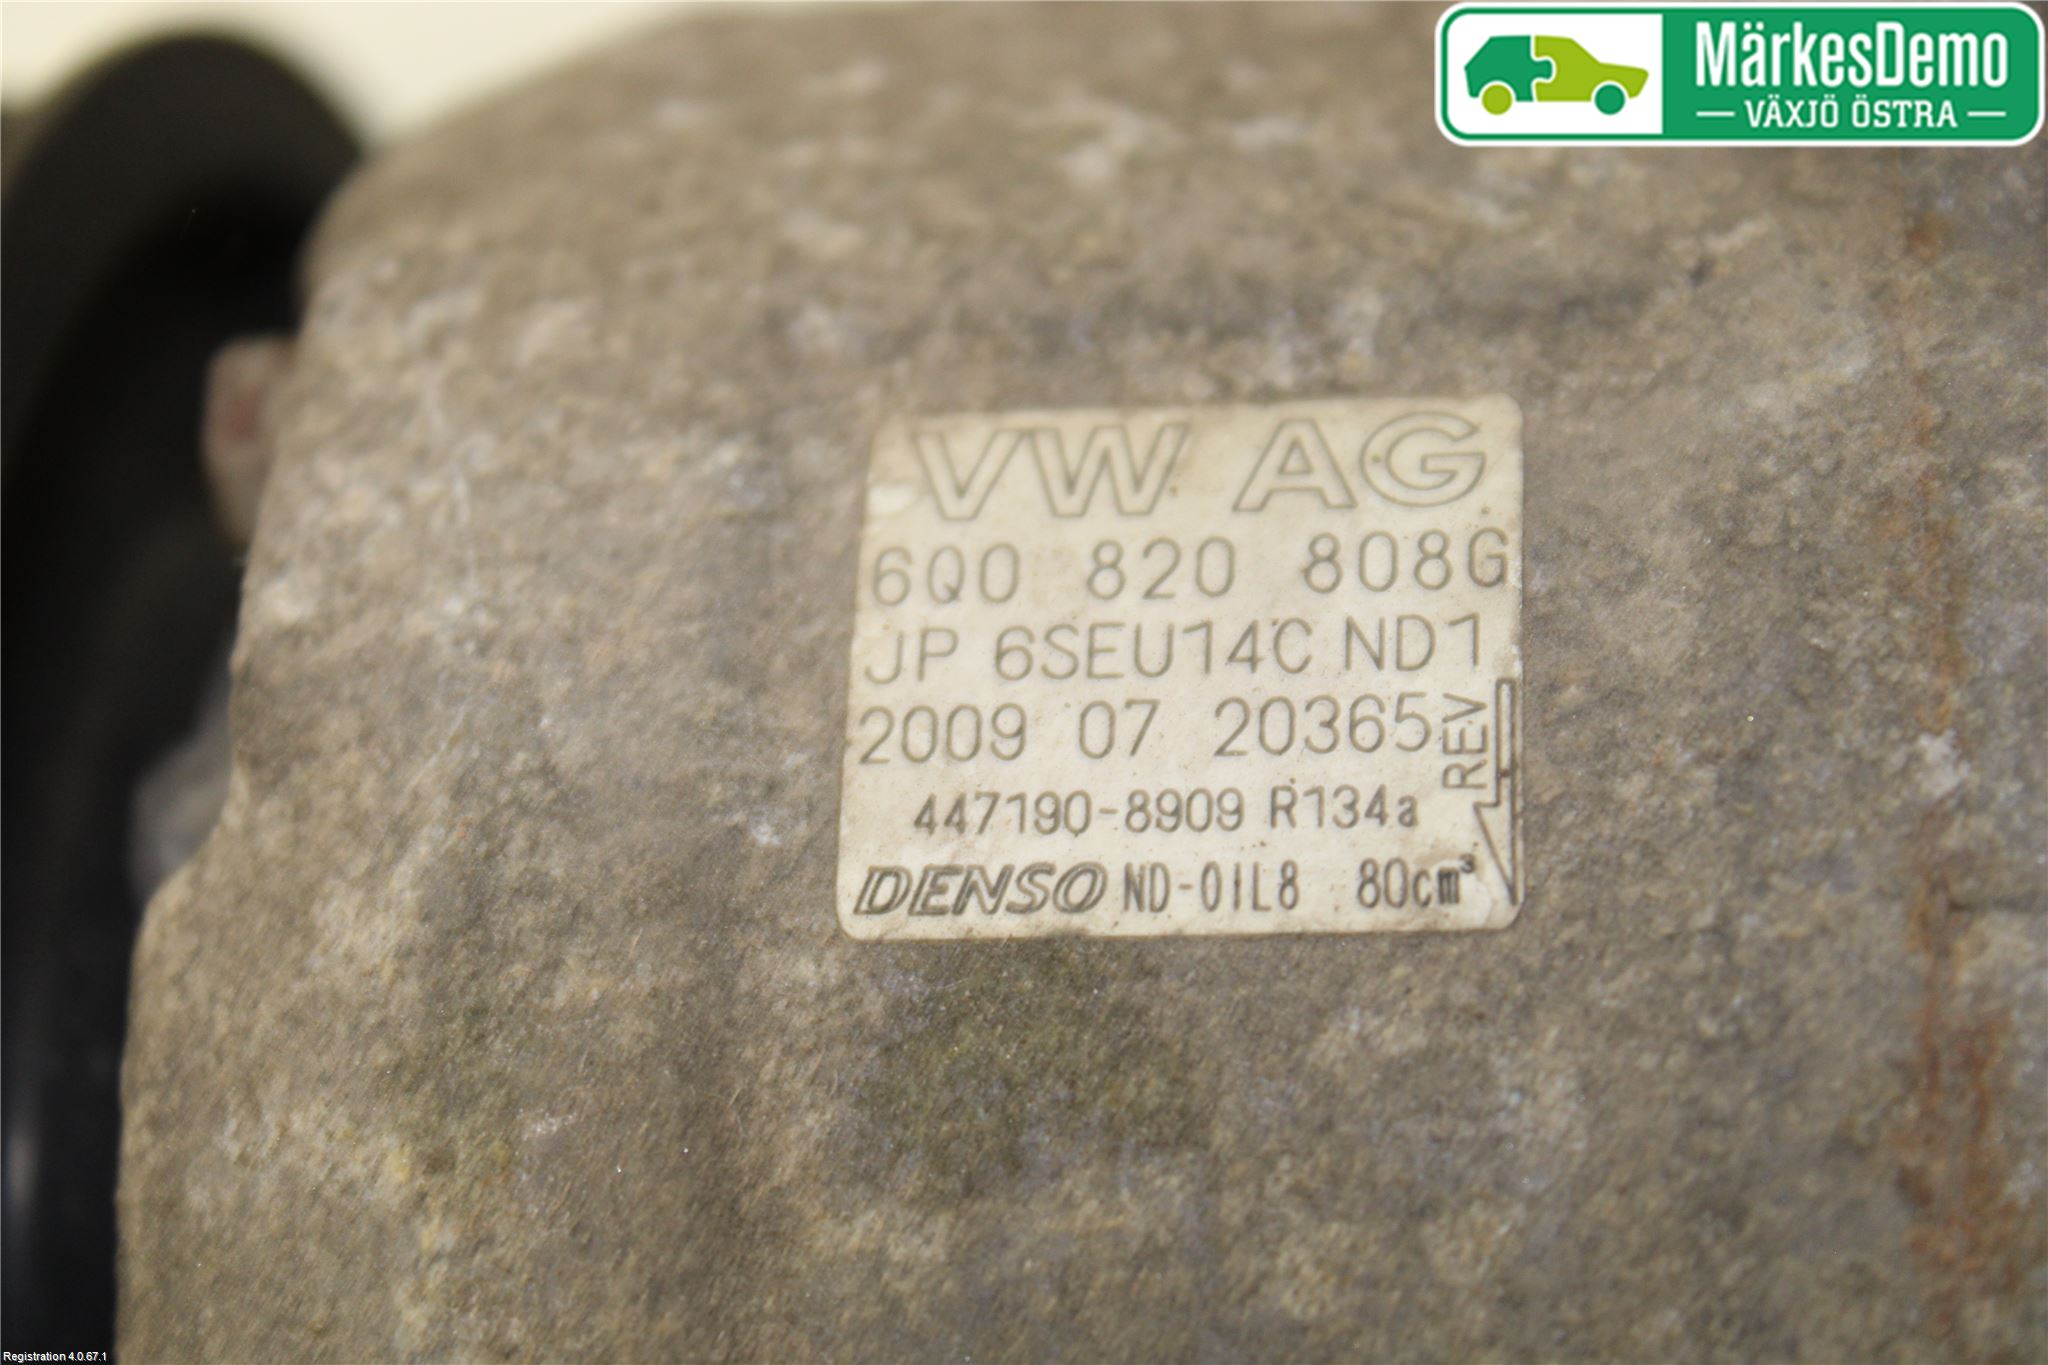 MärkesDemo
VÄXJÖ ÖSTRA
VW AG
6Q0 820 808G
JP 6SEU14C ND1
2009 07 20365
REV
447190-8909 R134a
DENSO ND-OIL8 80cm³
Registration 4.0.67.1